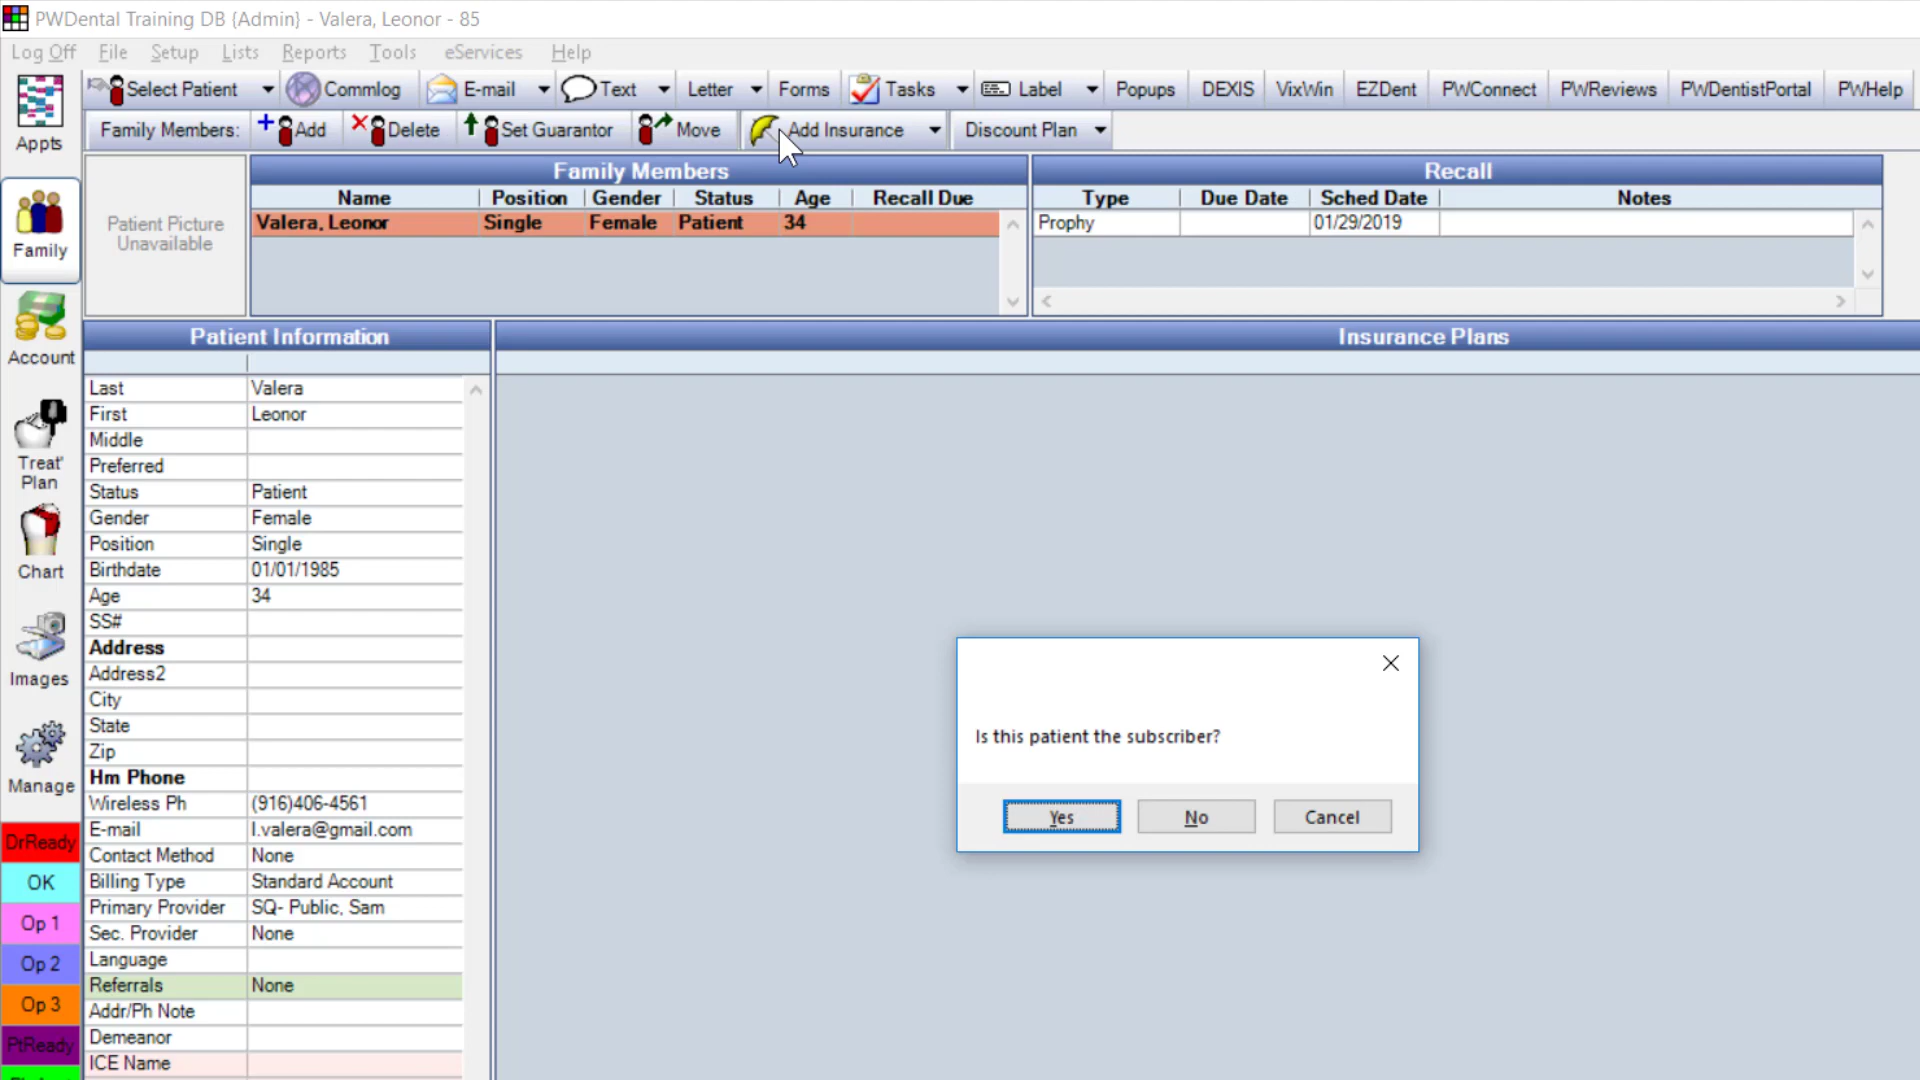 PWDental Training DB {Admin} - Valera, Leonor - 85
Log Off File Setup Lists Reports Tools eServices Help
Select Patient Commlog E-mail Text Letter Forms Tasks Label Popups DEXIS VixWin EZDent PWConnect PWReviews PWDentistPortal PWHelp
Family Members: Add Delete Set Guarantor Move Add Insurance Discount Plan
Appts
Family
Account
Treat'
Plan
Chart
Images
Manage
DrReady
OK
Op 1
Op 2
Op 3
PtReady
Patient Picture
Unavailable
Family Members
Name Position Gender Status Age Recall Due
Valera, Leonor Single Female Patient 34
Recall
Type Due Date Sched Date Notes
Prophy 01/29/2019
Patient Information
Last Valera
First Leonor
Middle
Preferred
Status Patient
Gender Female
Position Single
Birthdate 01/01/1985
Age 34
SS#
Address
Address2
City
State
Zip
Hm Phone
Wireless Ph (916)406-4561
E-mail l.valera@gmail.com
Contact Method None
Billing Type Standard Account
Primary Provider SQ- Public, Sam
Sec. Provider None
Language
Referrals None
Addr/Ph Note
Demeanor
ICE Name
Insurance Plans
Is this patient the subscriber?
Yes No Cancel